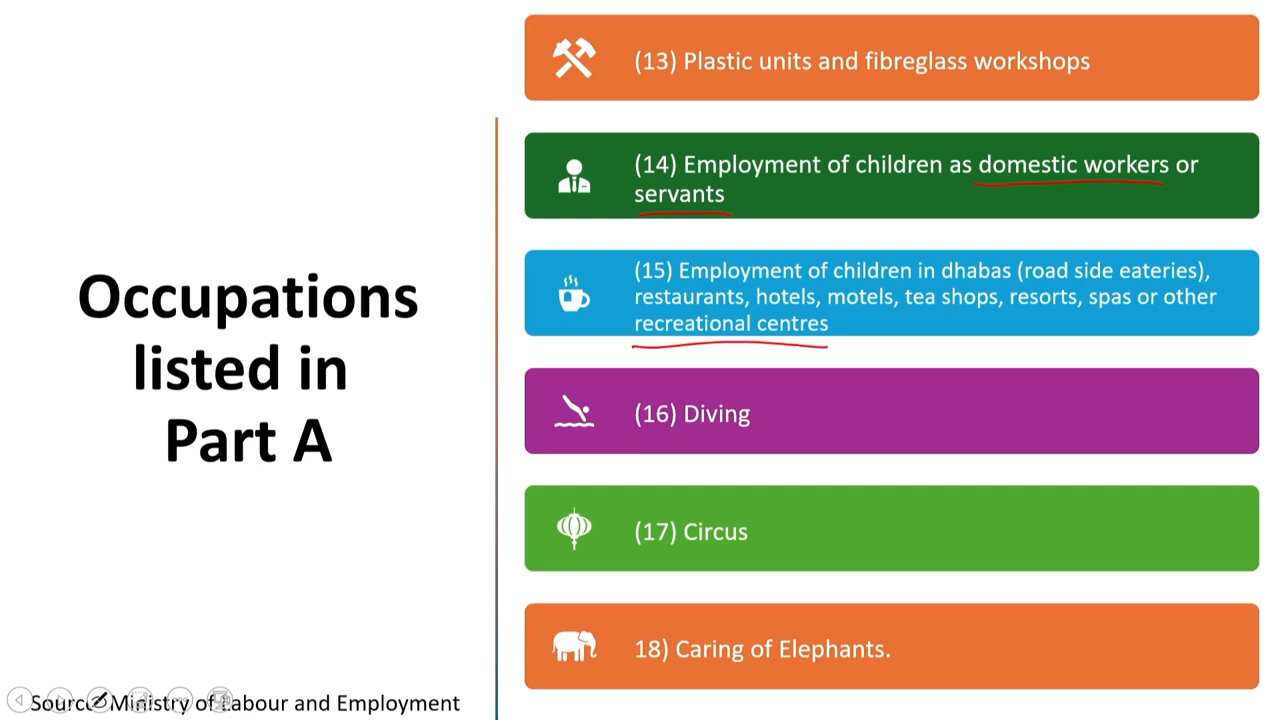 Occupations
listed in
Part A
(13) Plastic units and fibreglass workshops
(14) Employment of children as domestic workers or
servants
(15) Employment of children in dhabas (road side eateries),
restaurants, hotels, motels, tea shops, resorts, spas or other
recreational centres
(16) Diving
(17) Circus
18) Caring of Elephants.
Source: Ministry of Labour and Employment